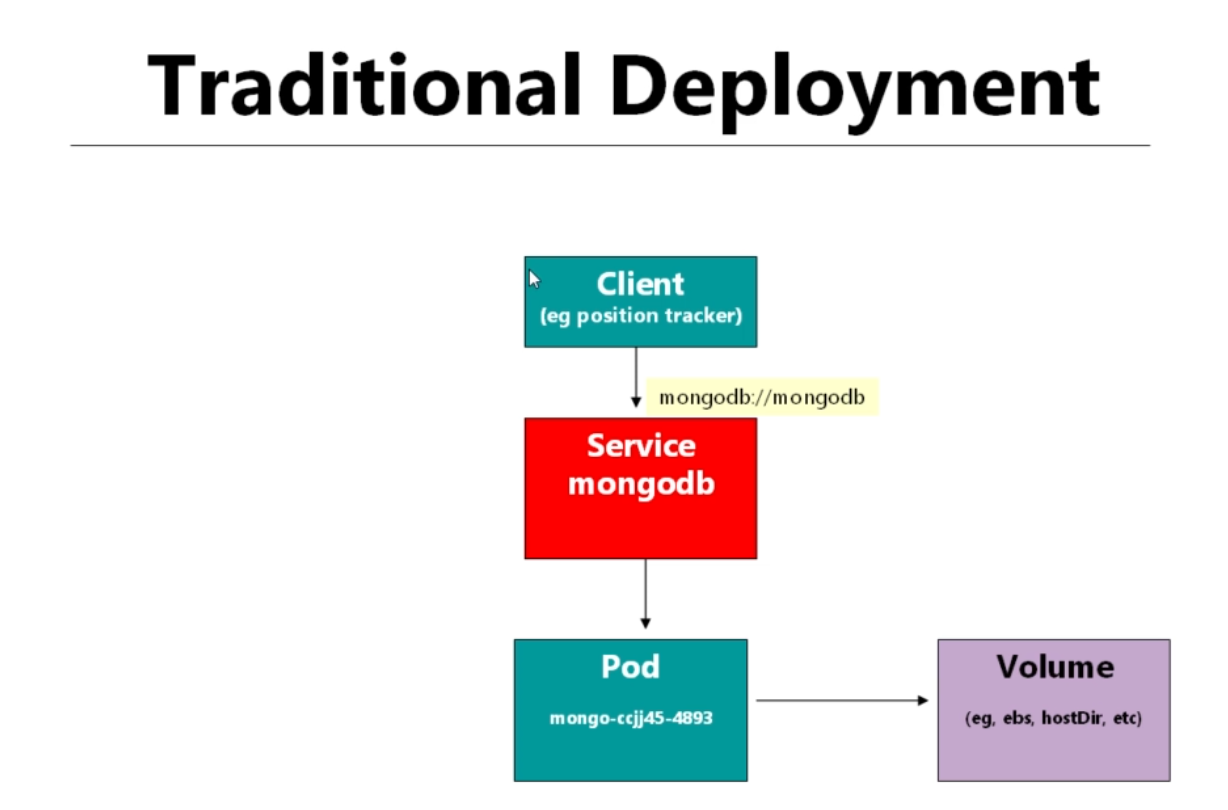 Traditional Deployment
Client
(eg position tracker)
mongodb://mongodb
Service
mongodb
Pod
mongo-ccjj45-4893
Volume
(eg, ebs, hostDir, etc)